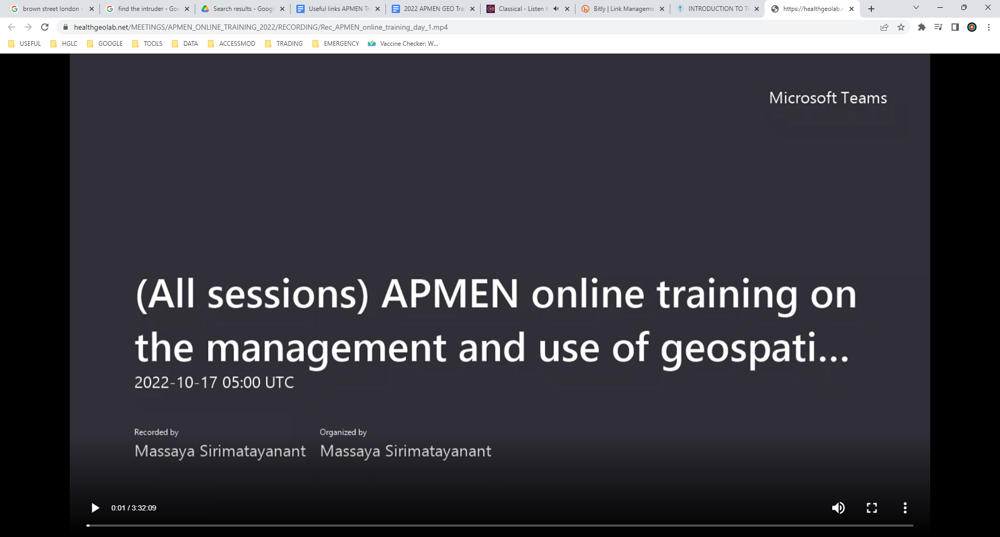 brown street london -
find the intruder - Goo
Search results - Googl
Useful links APMEN Tr
2022 APMEN GEO Trai
Classical - Listen t
Bitly | Link Manageme
INTRODUCTION TO T
https://healthgeolab.n
healthgeolab.net/MEETINGS/APMEN_ONLINE_TRAINING_2022/RECORDING/Rec_APMEN_online_training_day_1.mp4
USEFUL
HGLC
GOOGLE
TOOLS
DATA
ACCESSMOD
TRADING
EMERGENCY
Vaccine Checker: W...
Microsoft Teams
(All sessions) APMEN online training on
the management and use of geospati...
2022-10-17 05:00 UTC
Recorded by
Massaya Sirimatayanant
Organized by
Massaya Sirimatayanant
0:01 / 3:32:09